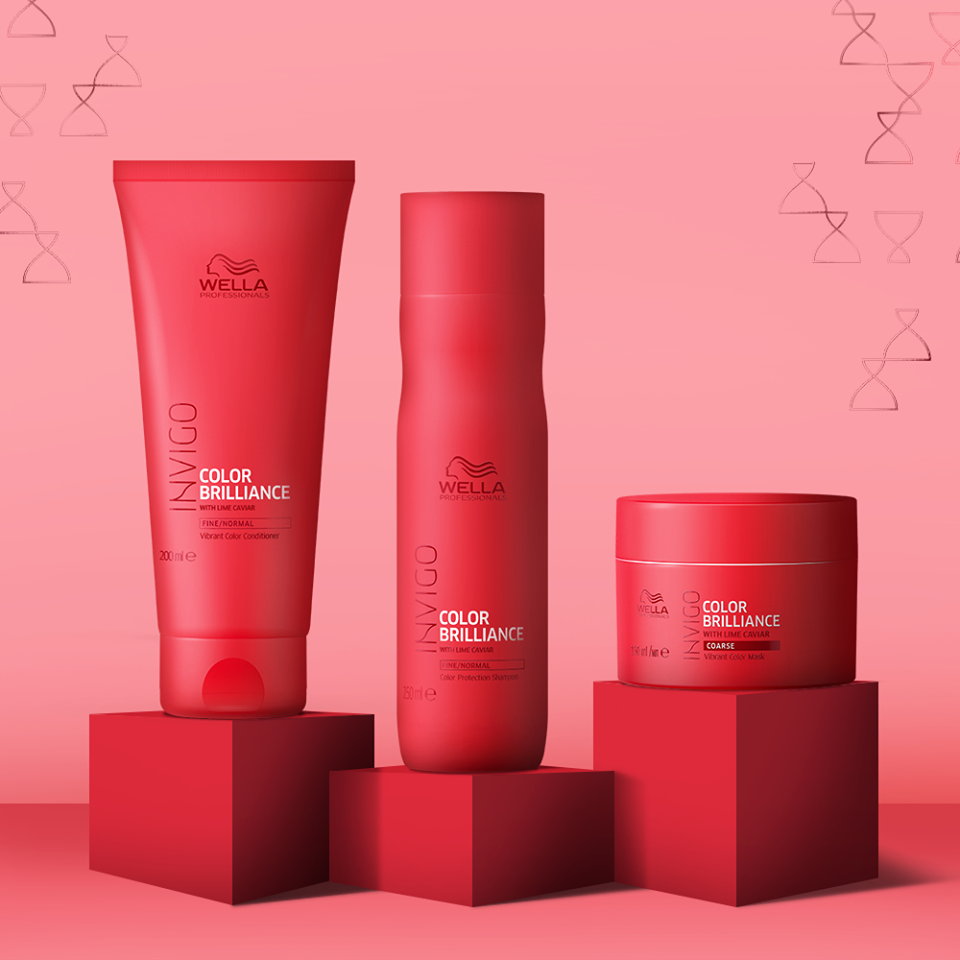 WELLA
PROFESSIONALS
INVIGO
COLOR
BRILLIANCE
WITH LIME CAVIAR
FINE/NORMAL
Vibrant Color Conditioner
200 ml e
WELLA
PROFESSIONALS
INVIGO
COLOR
BRILLIANCE
WITH LIME CAVIAR
FINE/NORMAL
Color Protection Shampoo
250 ml e
WELLA
PROFESSIONALS
INVIGO
COLOR
BRILLIANCE
WITH LIME CAVIAR
COARSE
Vibrant Color Mask